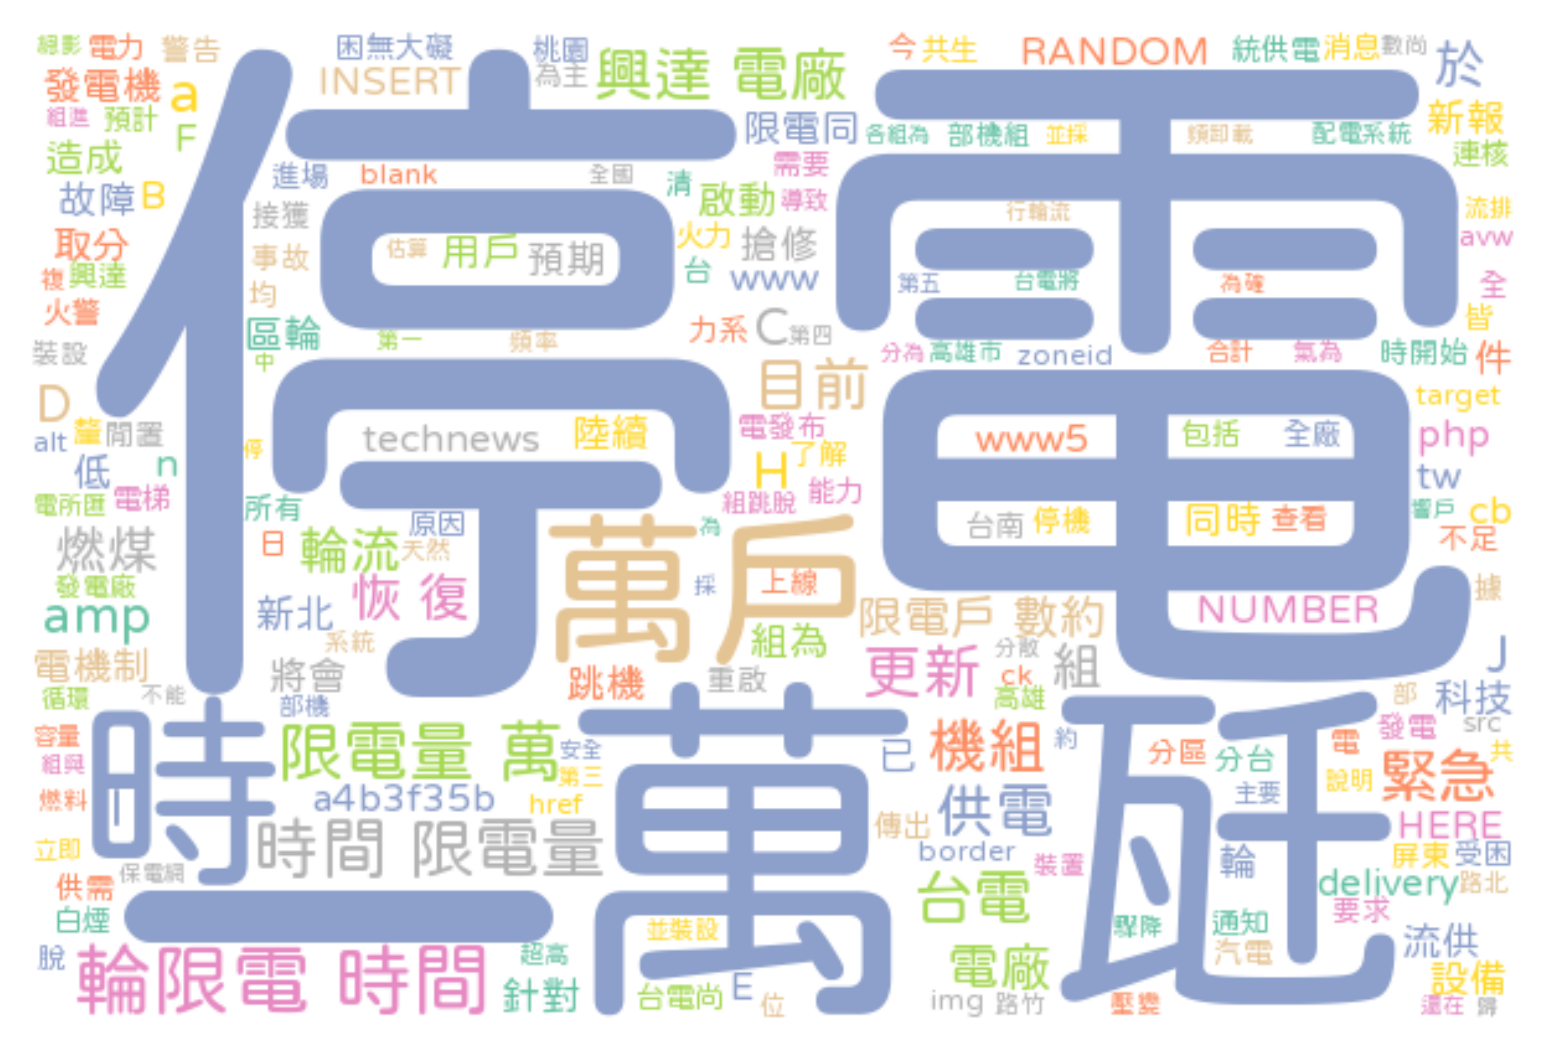 綠影 電力 警告 困無大礙 桃園 為主 興達 電廠 今 共生 RANDOM 統供電 消息 數尚 於
發電機 a INSERT 停電 限電同 各組為 部機組 並採 頻卸載 配電系統 新報
組進 預計 F 需要 連核
造成 進場 blank 全國 清 啟動 導致
故障 B 接獲 行輪流 流排
取分 事故 估算 用戶 預期 火力 搶修 avw
複 興達 均 台 www 第五 台電將 為確 全
火警 區輪 第一 頻率 力系 C 第四 皆
裝設 中 分為 高雄市 zoneid 合計 氣為 時開始 件
D 目前 target
alt 釐 閒置 停 technews 陸續 電發布 www5 包括 全廠 php
低 n H 了解 tw
電所匯 電梯 所有 原因 組跳脫 能力 台南 停機 同時 查看 響戶 cb
燃煤 日 輪流 天然 萬戶 為 不足
發電廠 恢復 採 上線 據
amp 新北 系統 組為 限電戶 數約 NUMBER
電機制 將會 跳機 重啟 更新 分散 組 J
循環 不能 部機 ck 高雄 部 科技
容量 時一 限電量 萬 安全 萬瓩 已 機組 約 分區 分台 電 發電 src
組與 第三 說明 緊急 共
燃料 I a4b3f35b href 供電 主要
立即 時間 限電量 傳出 border 裝置 輪 HERE 屏東 受困
供需 保電網 台電 delivery 路北
白煙 並裝設 驟降 通知 要求
脫 輪限電 時間 超高 電廠 汽電 流供
針對 台電尚 E 位 img 路竹 壓變 設備 還在 歸